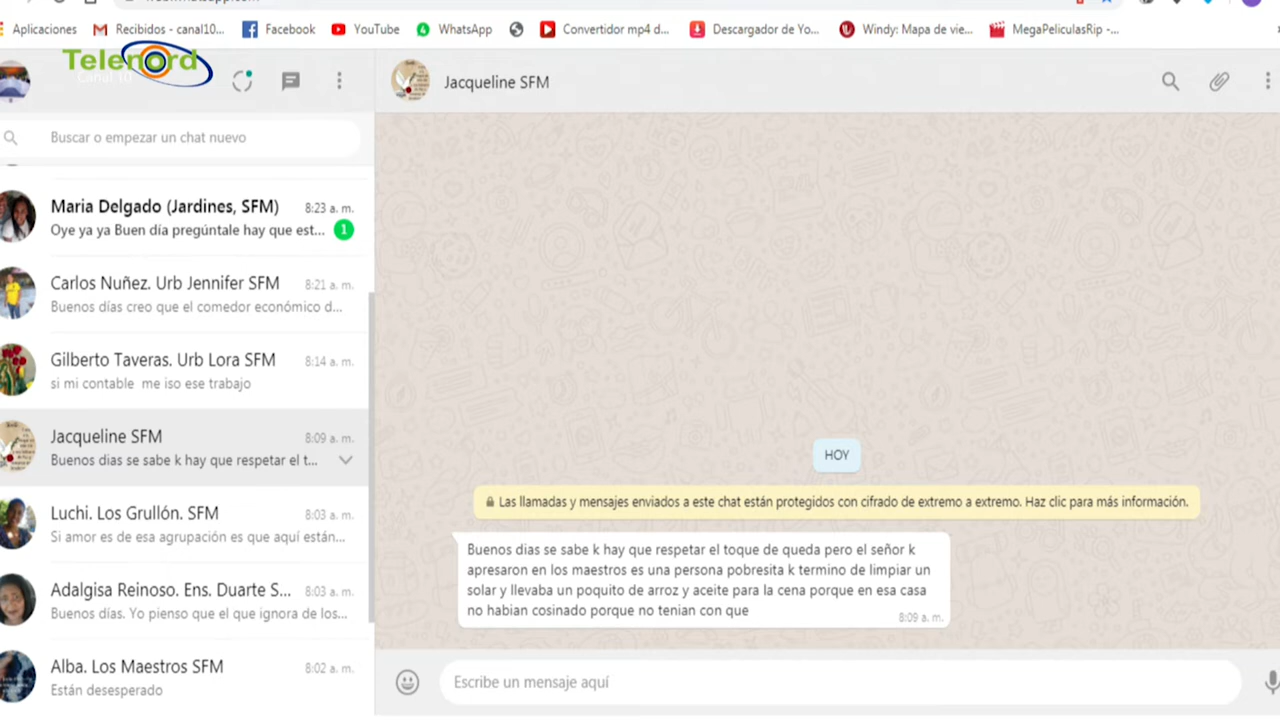 Aplicaciones
Recibidos - canal10...
Facebook
YouTube
WhatsApp
Convertidor mp4 d...
Descargador de Yo...
Windy: Mapa de vie...
MegaPeliculasRip -...
Telenord
Canal 10
Jacqueline SFM
Buscar o empezar un chat nuevo
Maria Delgado (Jardines, SFM)
8:23 a. m.
Oye ya ya Buen día pregúntale hay que est...
1
Carlos Nuñez. Urb Jennifer SFM
8:21 a. m.
Buenos días creo que el comedor económico d...
Gilberto Taveras. Urb Lora SFM
8:14 a. m.
si mi contable me iso ese trabajo
Jacqueline SFM
8:09 a. m.
Buenos dias se sabe k hay que respetar el t...
Luchi. Los Grullón. SFM
8:03 a. m.
Si amor es de esa agrupación es que aquí están...
Adalgisa Reinoso. Ens. Duarte S...
8:03 a. m.
Buenos días. Yo pienso que el que ignora de los...
Alba. Los Maestros SFM
8:02 a. m.
Están desesperado
HOY
Las llamadas y mensajes enviados a este chat están protegidos con cifrado de extremo a extremo. Haz clic para más información.
Buenos dias se sabe k hay que respetar el toque de queda pero el señor k
apresaron en los maestros es una persona pobresita k termino de limpiar un
solar y llevaba un poquito de arroz y aceite para la cena porque en esa casa
no habian cosinado porque no tenian con que
8:09 a. m.
Escribe un mensaje aquí